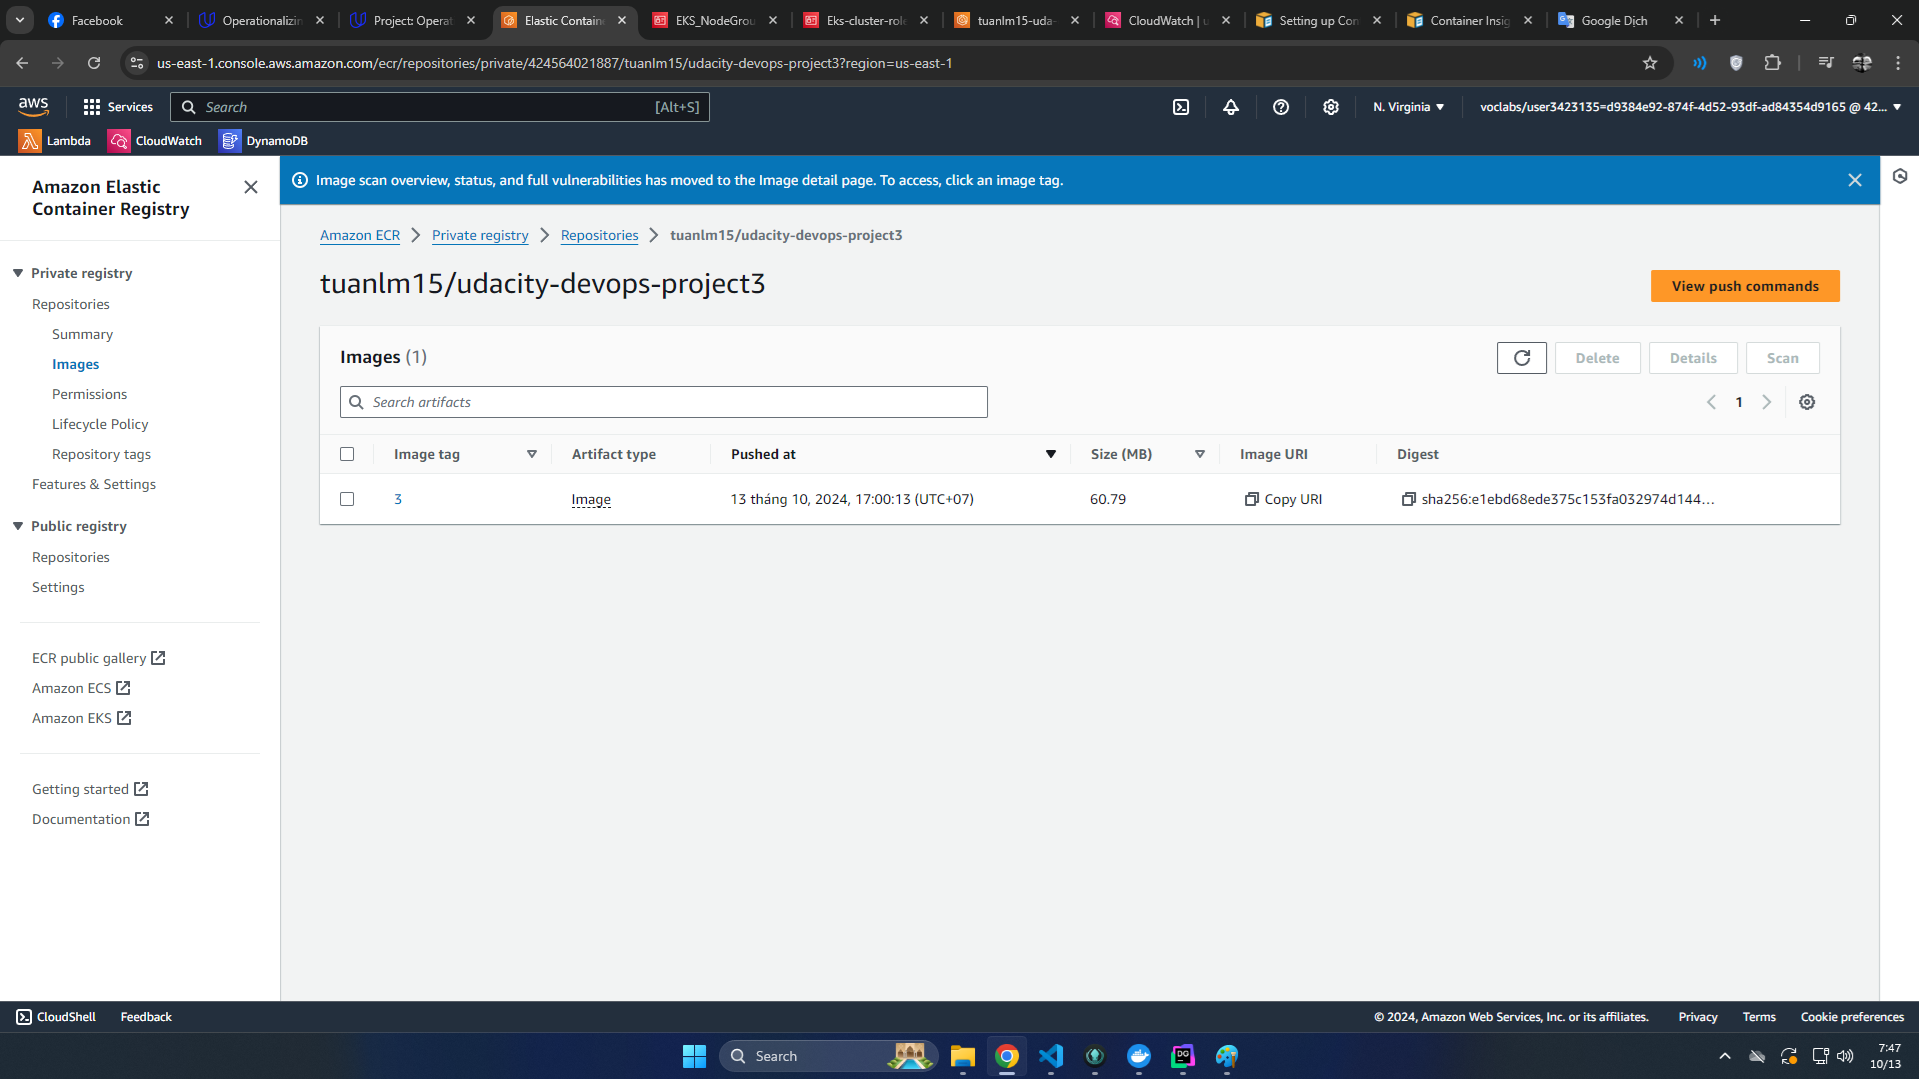 Facebook
Operationalizin
Project: Operat
Elastic Containe
EKS_NodeGrou
Eks-cluster-role
tuanlm15-uda-
CloudWatch | u
Setting up Con
Container Insig
Google Dịch
us-east-1.console.aws.amazon.com/ecr/repositories/private/424564021887/tuanlm15/udacity-devops-project3?region=us-east-1
aws
Services
Search
[Alt+S]
N. Virginia
voclabs/user3423135=d9384e92-874f-4d52-93df-ad84354d9165 @ 42...
Lambda
CloudWatch
DynamoDB
Amazon Elastic
Container Registry
Private registry
Repositories
Summary
Images
Permissions
Lifecycle Policy
Repository tags
Features & Settings
Public registry
Repositories
Settings
ECR public gallery
Amazon ECS
Amazon EKS
Getting started
Documentation
Image scan overview, status, and full vulnerabilities has moved to the Image detail page. To access, click an image tag.
Amazon ECR
Private registry
Repositories
tuanlm15/udacity-devops-project3
tuanlm15/udacity-devops-project3
View push commands
Images (1)
Delete
Details
Scan
Search artifacts
1
Image tag
Artifact type
Pushed at
Size (MB)
Image URI
Digest
3
Image
13 tháng 10, 2024, 17:00:13 (UTC+07)
60.79
Copy URI
sha256:e1ebd68ede375c153fa032974d144...
CloudShell
Feedback
© 2024, Amazon Web Services, Inc. or its affiliates.
Privacy
Terms
Cookie preferences
Search
DG
7:47
10/13